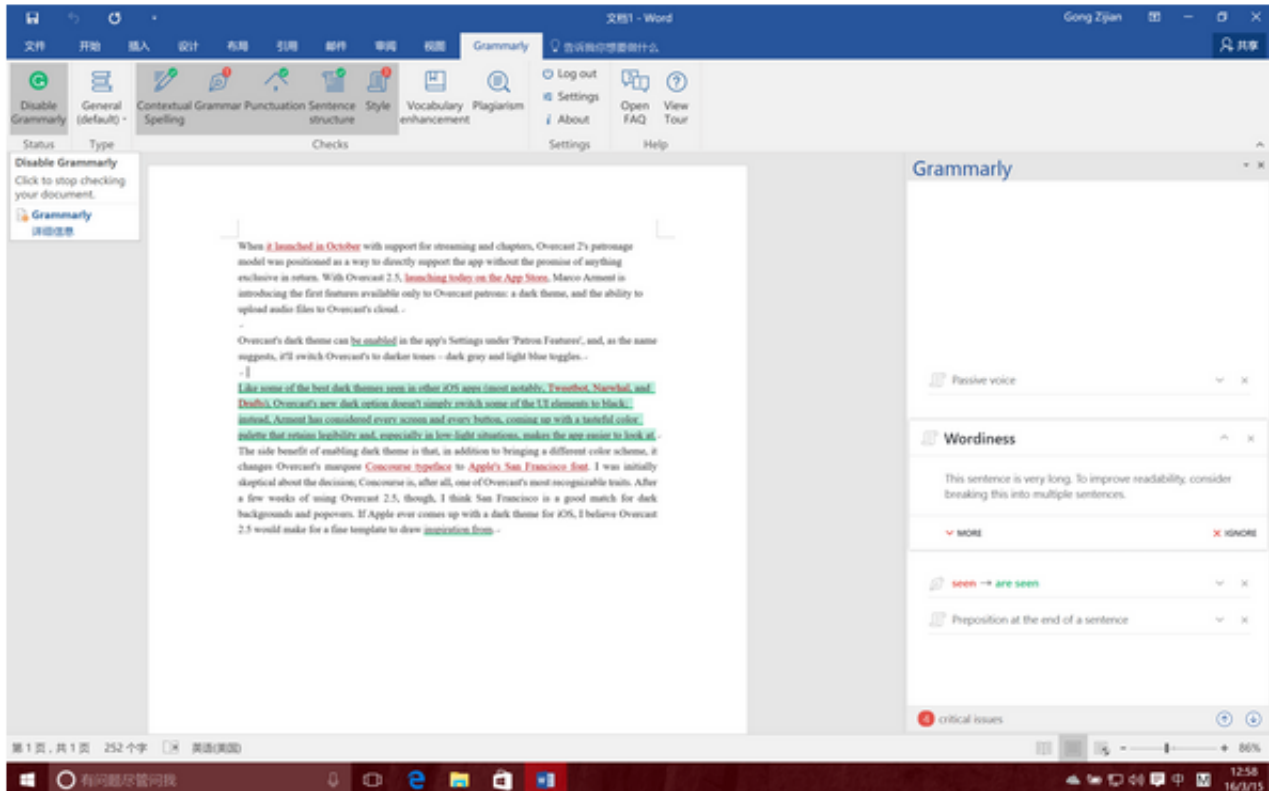 文档1 - Word
Gong Zijian
文件 开始 插入 设计 布局 引用 邮件 审阅 视图 Grammarly 告诉我你想要做什么 共享
Disable Grammarly
General (default)
Contextual Spelling
Grammar
Punctuation
Sentence structure
Style
Vocabulary enhancement
Plagiarism
Log out
Settings
About
Open FAQ
View Tour
Status Type Checks Settings Help
Disable Grammarly
Click to stop checking
your document.
Grammarly
详细信息
When it launched in October with support for streaming and chapters, Overcast 2's patronage
model was positioned as a way to directly support the app without the promise of anything
exclusive in return. With Overcast 2.5, launching today on the App Store, Marco Arment is
introducing the first features available only to Overcast patrons: a dark theme, and the ability to
upload audio files to Overcast's cloud.
Overcast's dark theme can be enabled in the app's Settings under 'Patron Features', and, as the name
suggests, it'll switch Overcast's to darker tones – dark gray and light blue toggles.
Like some of the best dark themes seen in other iOS apps (most notably, Tweetbot, Narwhal, and
Drafts), Overcast's new dark option doesn't simply switch some of the UI elements to black;
instead, Arment has considered every screen and every button, coming up with a tasteful color
palette that retains legibility and, especially in low-light situations, makes the app easier to look at.
The side benefit of enabling dark theme is that, in addition to bringing a different color scheme, it
changes Overcast's marquee Concourse typeface to Apple's San Francisco font. I was initially
skeptical about the decision; Concourse is, after all, one of Overcast's most recognizable traits. After
a few weeks of using Overcast 2.5, though, I think San Francisco is a good match for dark
backgrounds and popovers. If Apple ever comes up with a dark theme for iOS, I believe Overcast
2.5 would make for a fine template to draw inspiration from.
Grammarly
Passive voice
Wordiness
This sentence is very long. To improve readability, consider
breaking this into multiple sentences.
MORE
IGNORE
seen → are seen
Preposition at the end of a sentence
4 critical issues
第1页，共1页 252个字 英语(美国) 86%
有问题尽管问我
中
12:58
16/3/15